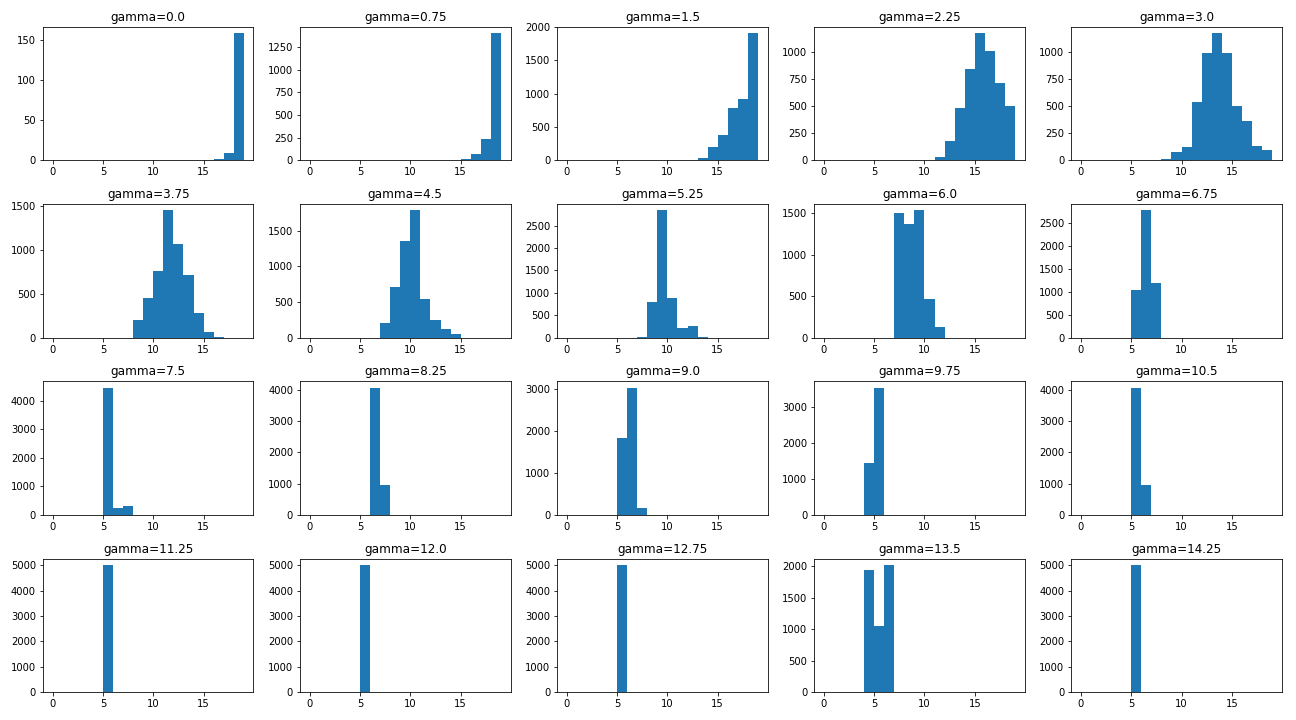 gamma=0.0 gamma=0.75 gamma=1.5 gamma=2.25 gamma=3.0
150 1250 2000 1000 1000
1000 1500 750 750
100 750 1000 500 500
50 500 500 250 250
250
0 0 0 0 0
0 5 10 15 0 5 10 15 0 5 10 15 0 5 10 15 0 5 10 15
gamma=3.75 gamma=4.5 gamma=5.25 gamma=6.0 gamma=6.75
1500 1500 2500 1500 2500
1000 1000 2000 1000 2000
500 500 1500 500 1500
1000 1000
500 500
0 0 0 0 0
0 5 10 15 0 5 10 15 0 5 10 15 0 5 10 15 0 5 10 15
gamma=7.5 gamma=8.25 gamma=9.0 gamma=9.75 gamma=10.5
4000 4000 3000 3000 4000
3000 3000 2000 2000 3000
2000 2000 1000 1000 2000
1000 1000 1000
0 0 0 0 0
0 5 10 15 0 5 10 15 0 5 10 15 0 5 10 15 0 5 10 15
gamma=11.25 gamma=12.0 gamma=12.75 gamma=13.5 gamma=14.25
5000 5000 5000 2000 5000
4000 4000 4000 1500 4000
3000 3000 3000 1000 3000
2000 2000 2000 500 2000
1000 1000 1000 1000
0 0 0 0 0
0 5 10 15 0 5 10 15 0 5 10 15 0 5 10 15 0 5 10 15